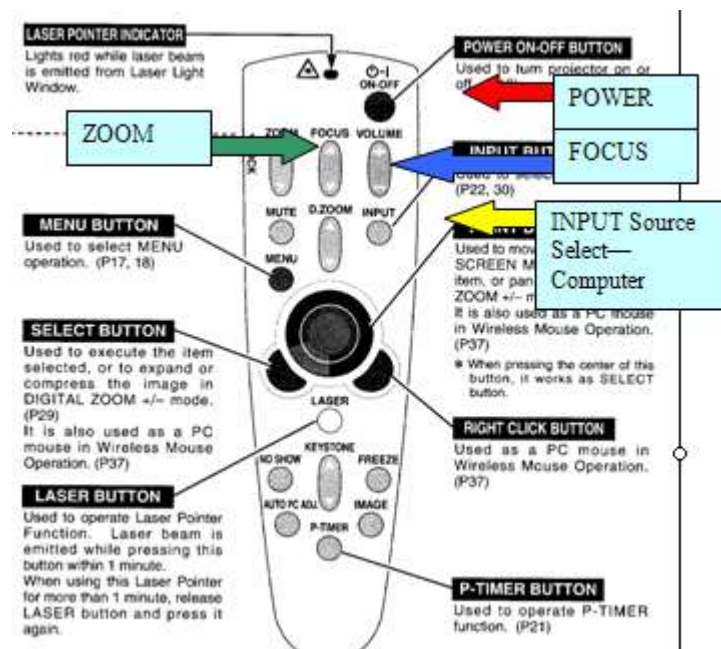 LASER POINTER INDICATOR
Lights red while laser beam
is emitted from Laser Light
Window.
POWER ON-OFF BUTTON
Used to turn projector on or
ON-OFF
POWER
ZOOM
ZOOM FOCUS VOLUME
FOCUS
INPUT
Used to select
(P22, 30)
MUTE D.ZOOM INPUT
INPUT Source
Select—
Computer
MENU BUTTON
Used to select MENU
operation. (P17, 18)
MENU
Used to
SCREEN
item, or pan
ZOOM +/–
It is also used as a PC mouse
in Wireless Mouse Operation.
(P37)
* When pressing the center of this
button, it works as SELECT
button.
SELECT BUTTON
Used to execute the item
selected, or to expand or
compress the image in
DIGITAL ZOOM +/– mode.
(P29)
It is also used as a PC
mouse in Wireless Mouse
Operation. (P37)
LASER
RIGHT CLICK BUTTON
Used as a PC mouse in
Wireless Mouse Operation.
(P37)
KEYSTONE
NO SHOW FREEZE
AUTO PC ADJ. IMAGE
P-TIMER
LASER BUTTON
Used to operate Laser Pointer
Function. Laser beam is
emitted while pressing this
button within 1 minute.
When using this Laser Pointer
for more than 1 minute, release
LASER button and press it
again.
P-TIMER BUTTON
Used to operate P-TIMER
function. (P21)